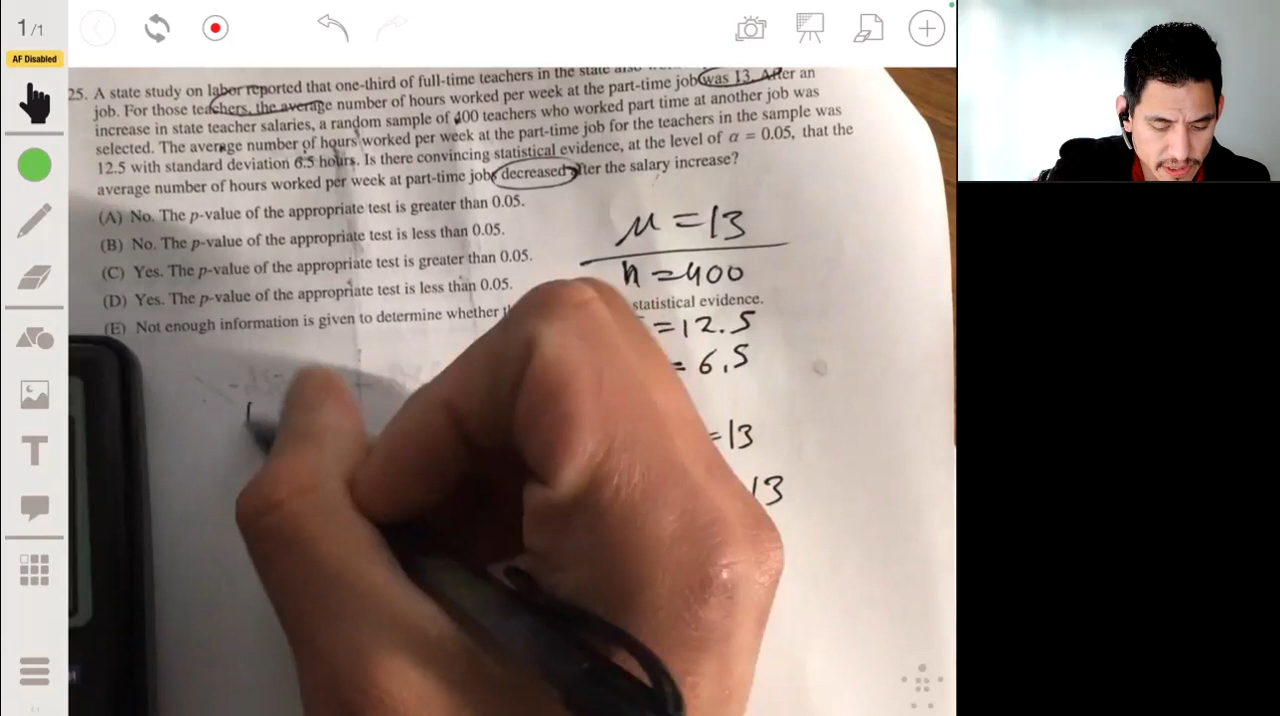 1/1
AF Disabled
25. A state study on labor reported that one-third of full-time teachers in the state also
job. For those teachers, the average number of hours worked per week at the part-time job was 13. After an
increase in state teacher salaries, a random sample of 400 teachers who worked part time at another job was
selected. The average number of hours worked per week at the part-time job for the teachers in the sample was
12.5 with standard deviation 6.5 hours. Is there convincing statistical evidence, at the level of α = 0.05, that the
average number of hours worked per week at part-time jobs decreased after the salary increase?
(A) No. The p-value of the appropriate test is greater than 0.05.
(B) No. The p-value of the appropriate test is less than 0.05.
(C) Yes. The p-value of the appropriate test is greater than 0.05.
(D) Yes. The p-value of the appropriate test is less than 0.05.
(E) Not enough information is given to determine whether statistical evidence.
μ = 13
n = 400
= 12.5
= 6.5
= 13
13
T